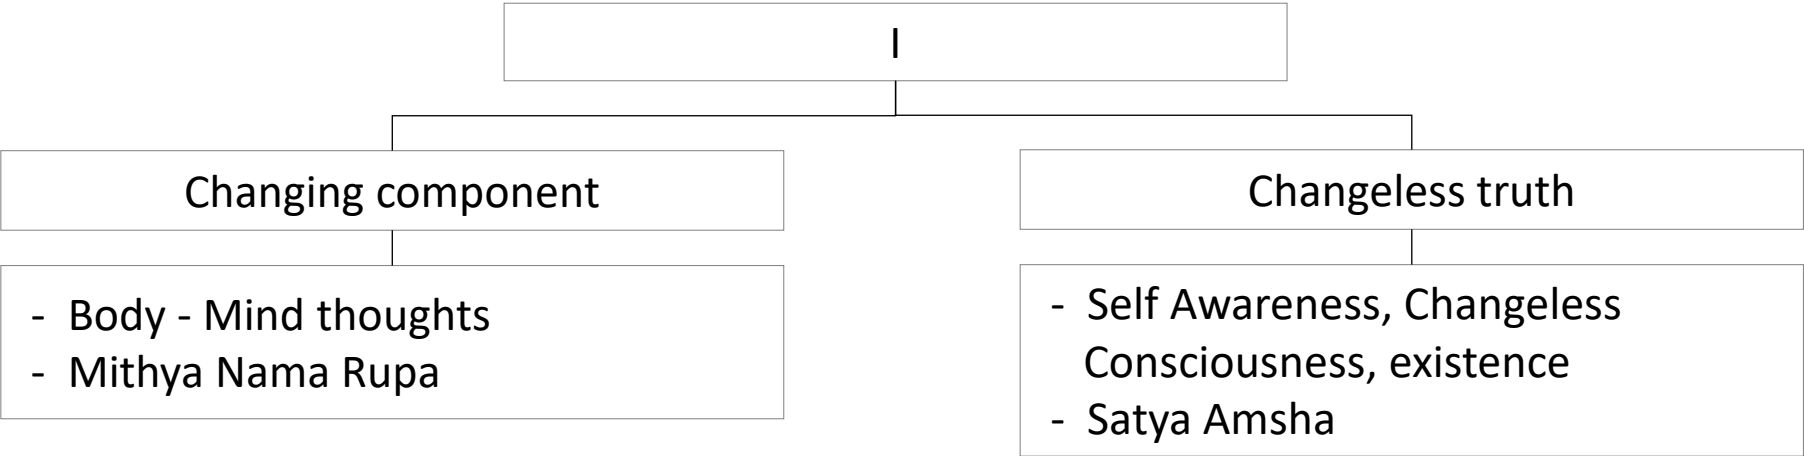 I
Changing component
Changeless truth
- Body - Mind thoughts
- Mithya Nama Rupa
- Self Awareness, Changeless
Consciousness, existence
- Satya Amsha